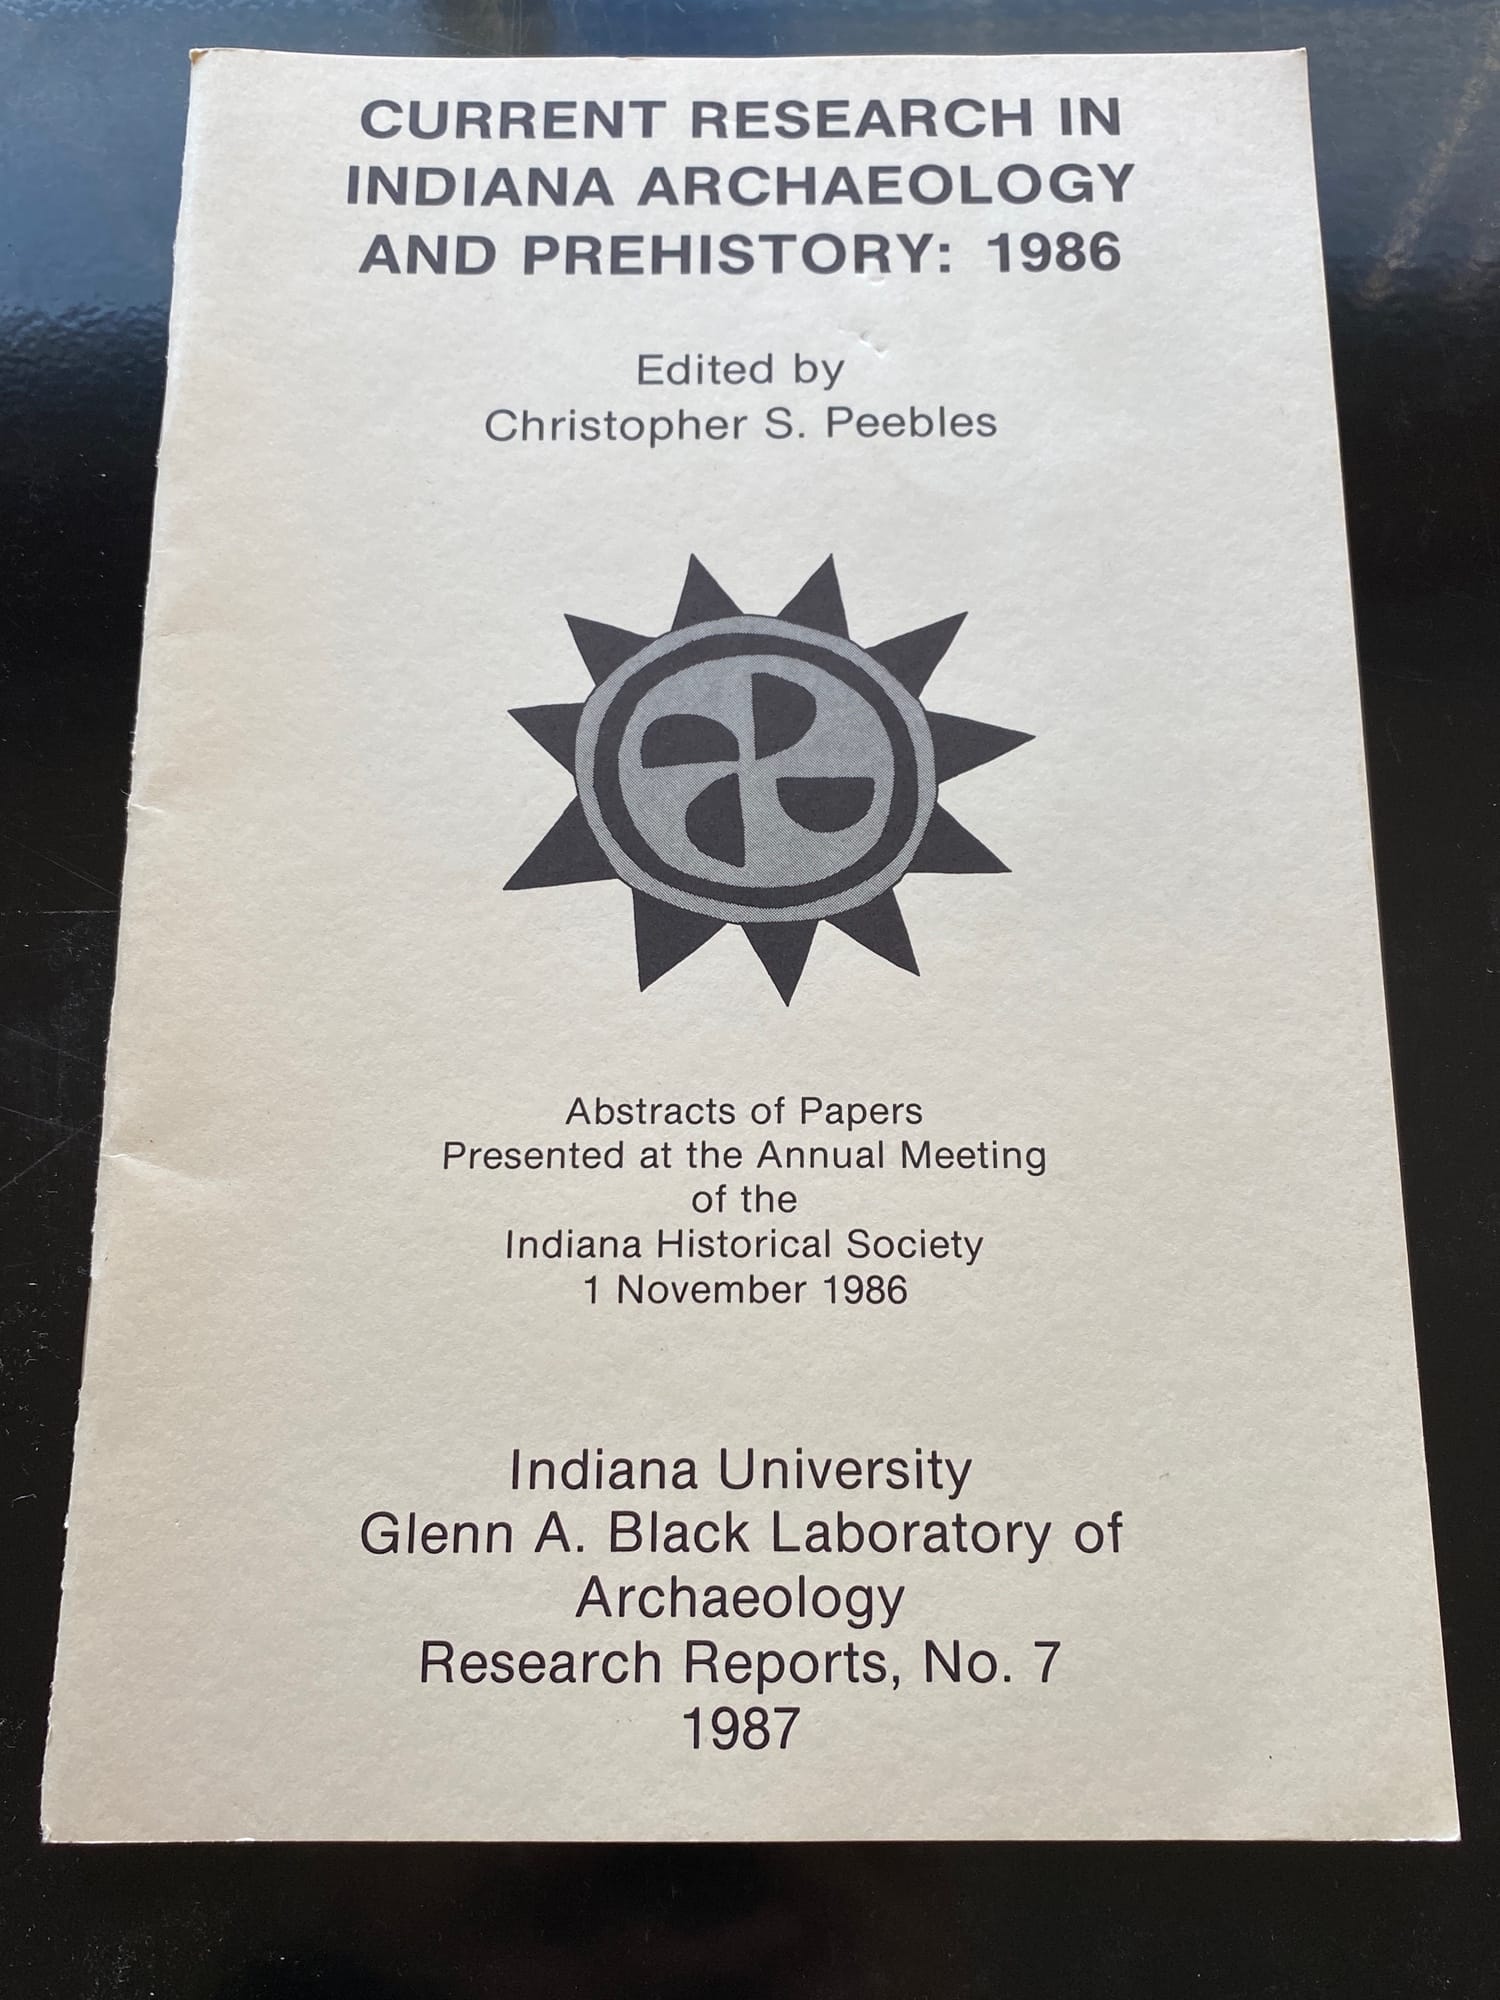 CURRENT RESEARCH IN
INDIANA ARCHAEOLOGY
AND PREHISTORY: 1986
Edited by
Christopher S. Peebles
Abstracts of Papers
Presented at the Annual Meeting
of the
Indiana Historical Society
1 November 1986
Indiana University
Glenn A. Black Laboratory of
Archaeology
Research Reports, No. 7
1987